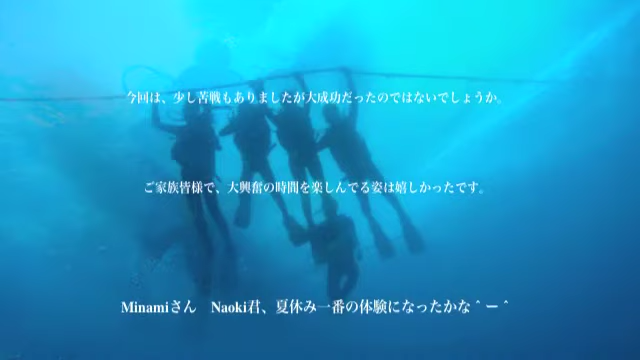 今回は、少し苦戦もありましたが大成功だったのではないでしょうか。
ご家族皆様で、大興奮の時間を楽しんでる姿は嬉しかったです。
Minamiさん　Naoki君、夏休み一番の体験になったかな＾ー＾